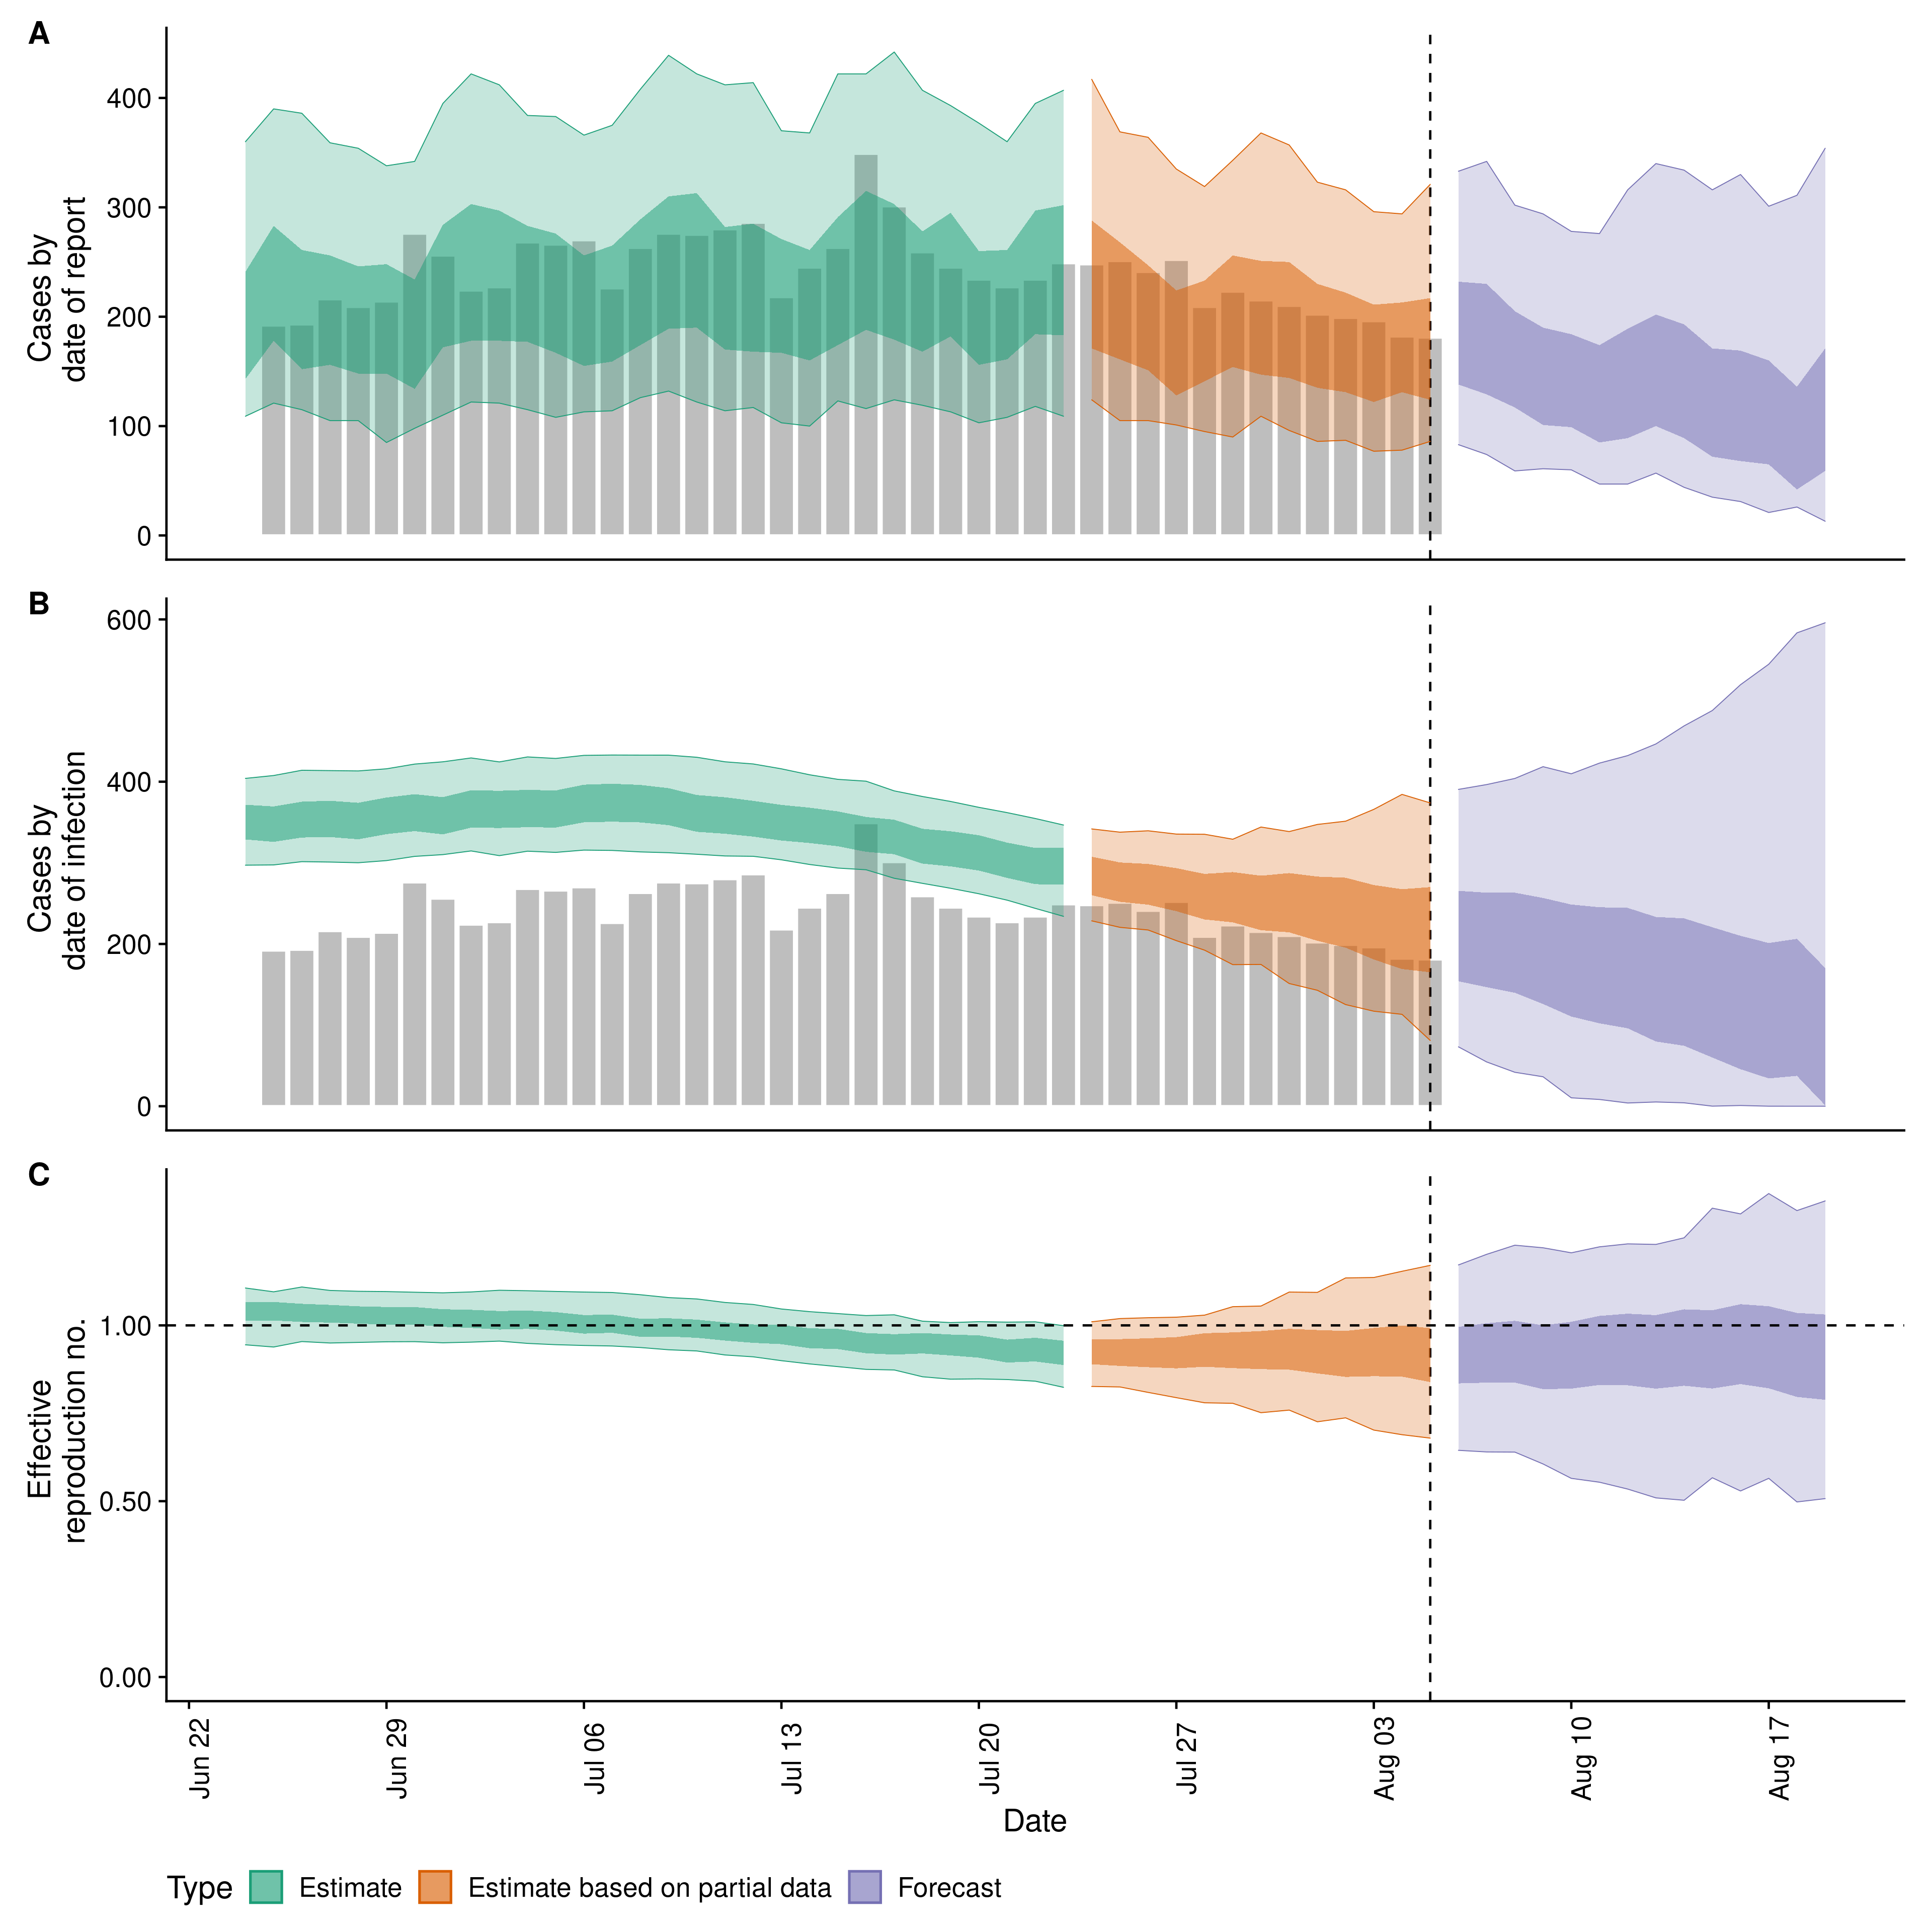 A
400
300
200
100
0
Cases by
date of report
B
600
400
200
0
Cases by
date of infection
C
1.00
0.50
0.00
Effective
reproduction no.
Jun 22
Jun 29
Jul 06
Jul 13
Jul 20
Jul 27
Aug 03
Aug 10
Aug 17
Date
Type
Estimate
Estimate based on partial data
Forecast